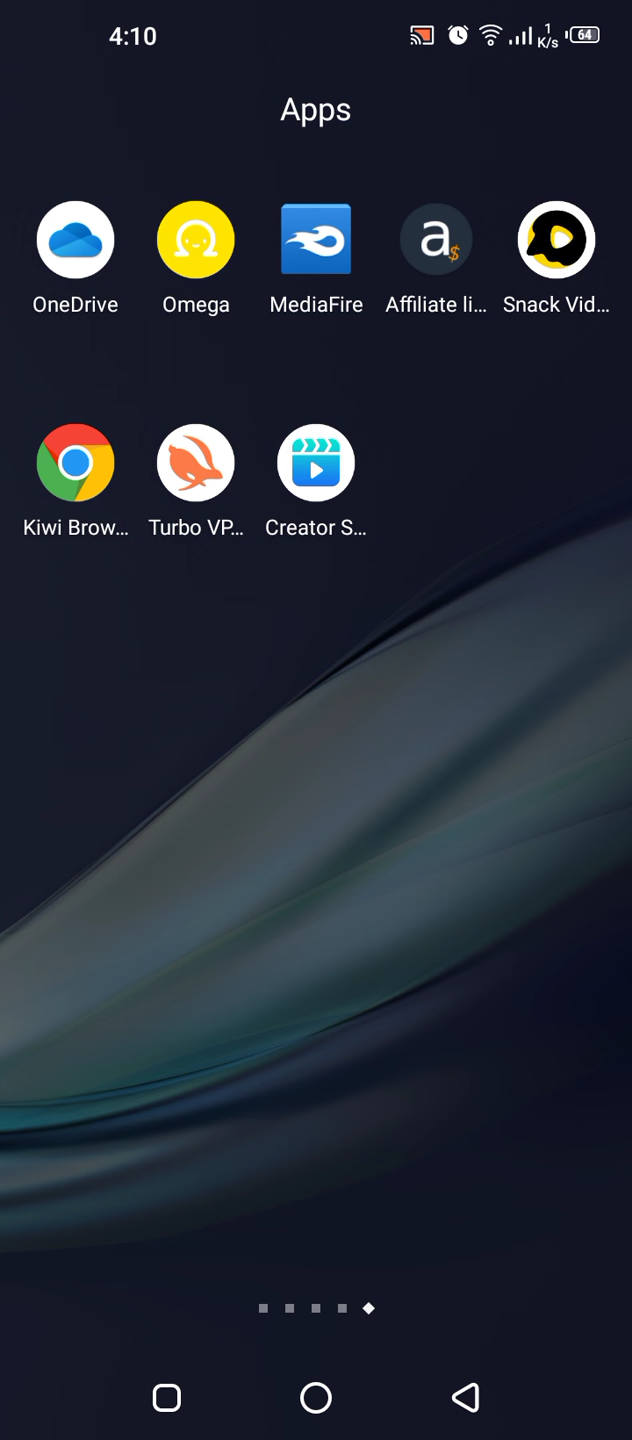 4:10
1
K/s
64
Apps
OneDrive
Omega
MediaFire
a$
Affiliate li...
Snack Vid...
Kiwi Brow...
Turbo VP...
Creator S...